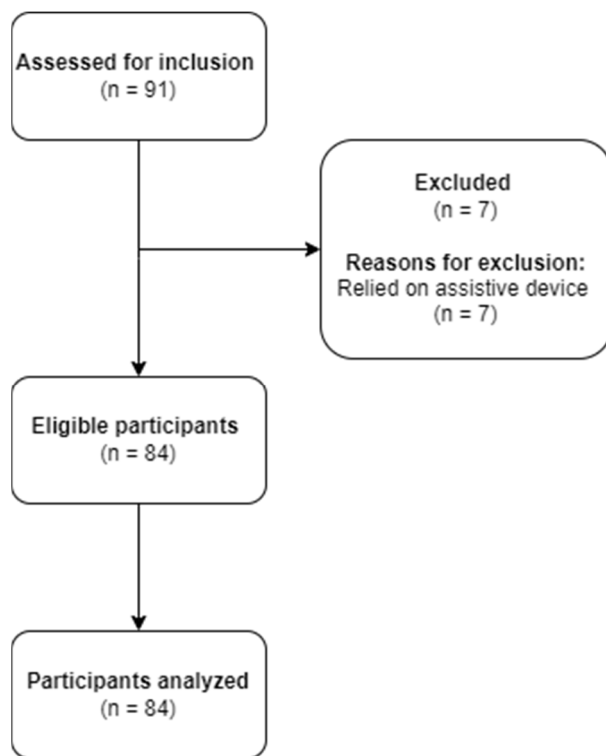 Assessed for inclusion
(n = 91)
Excluded
(n = 7)
Reasons for exclusion:
Relied on assistive device
(n = 7)
Eligible participants
(n = 84)
Participants analyzed
(n = 84)